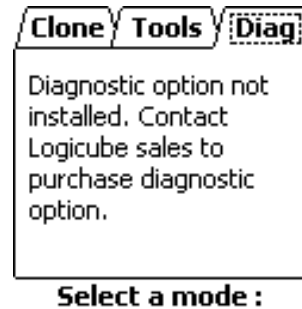 Clone Tools Diag
Diagnostic option not
installed. Contact
Logicube sales to
purchase diagnostic
option.
Select a mode :